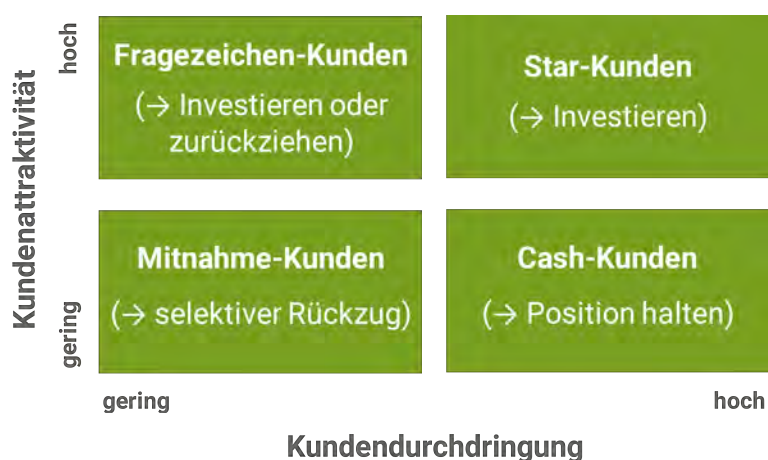 Kundenattraktivität
hoch
Fragezeichen-Kunden
(→ Investieren oder
zurückziehen)
Star-Kunden
(→ Investieren)
gering
Mitnahme-Kunden
(→ selektiver Rückzug)
Cash-Kunden
(→ Position halten)
gering
hoch
Kundendurchdringung